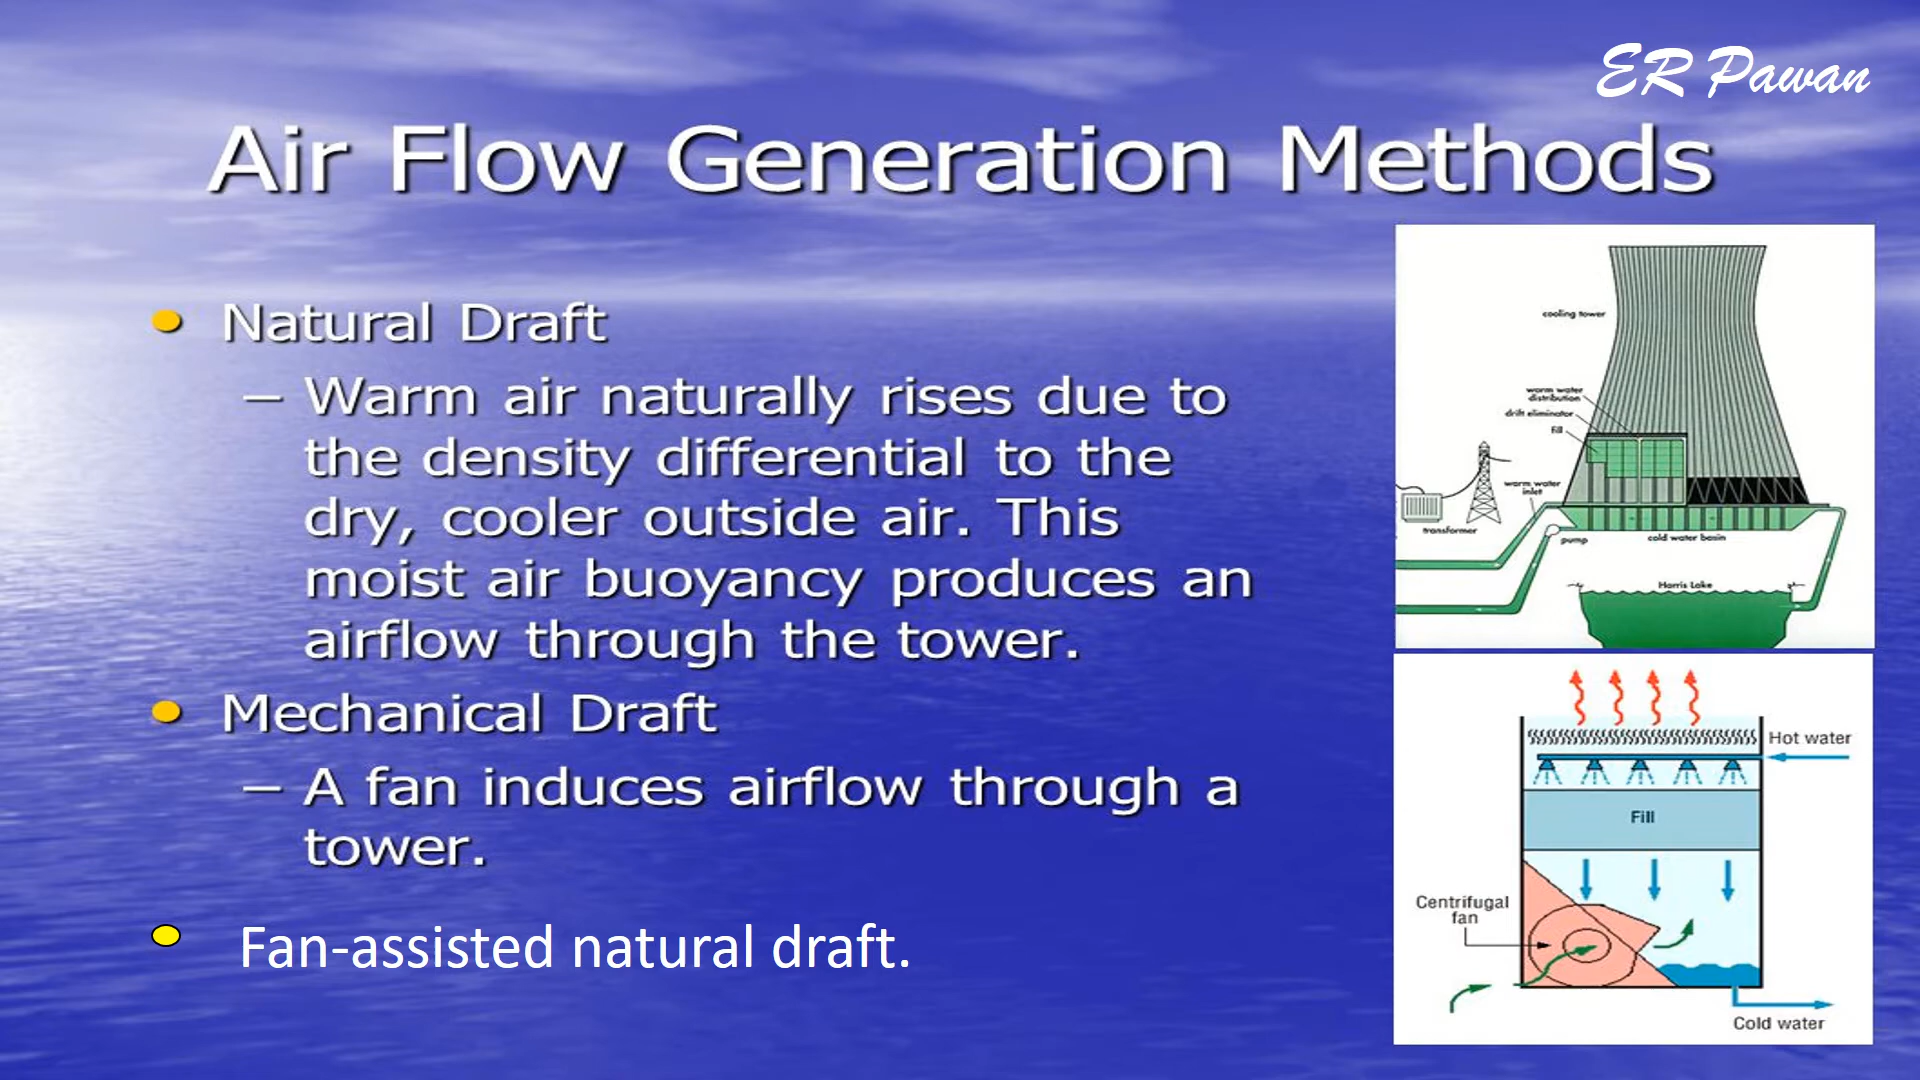 ER Pawan
Air Flow Generation Methods
• Natural Draft
– Warm air naturally rises due to
the density differential to the
dry, cooler outside air. This
moist air buoyancy produces an
airflow through the tower.
• Mechanical Draft
– A fan induces airflow through a
tower.
• Fan-assisted natural draft.
cooling tower
warm water
distribution
drift eliminator
fill
warm water
inlet
transformer
pump
cold water basin
Harris Lake
Hot water
Fill
Centrifugal
fan
Cold water